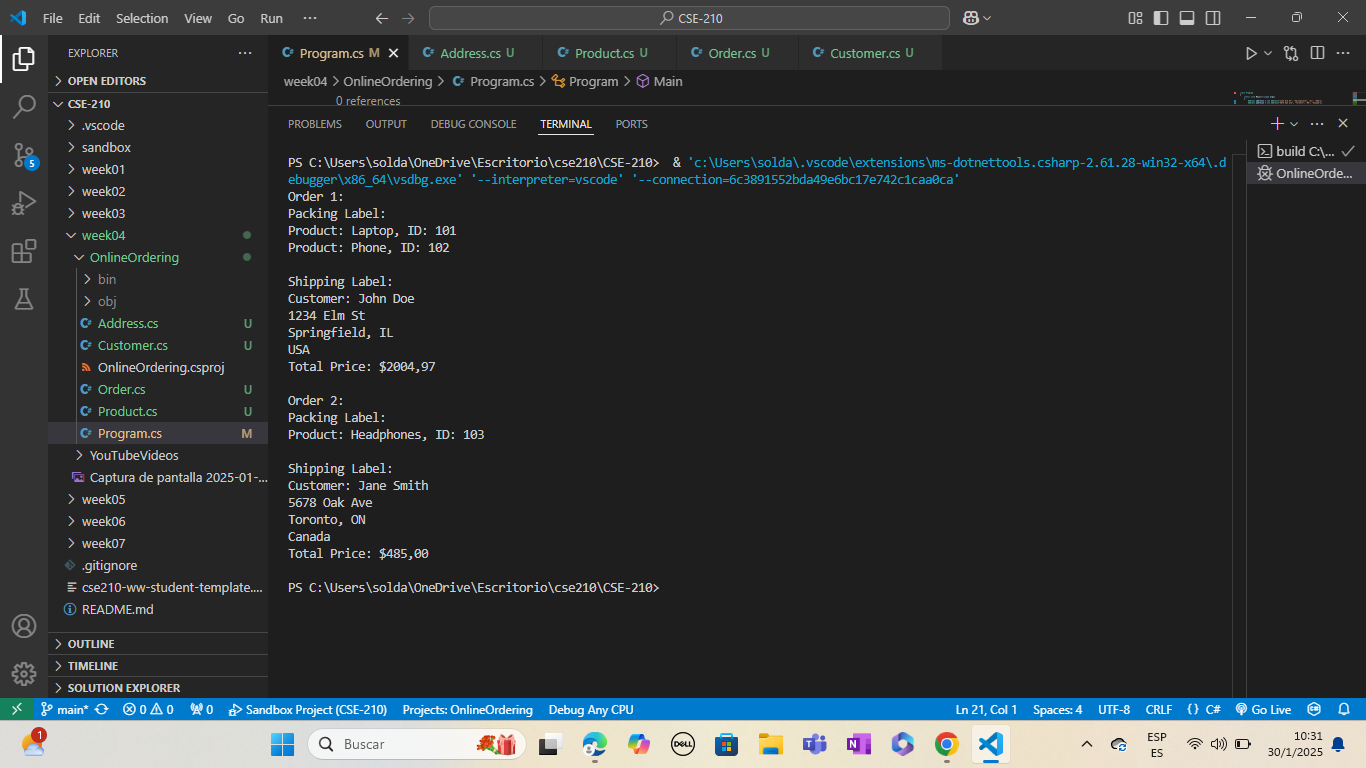 File Edit Selection View Go Run ··· CSE-210
EXPLORER ···
OPEN EDITORS
CSE-210
.vscode
sandbox
week01
week02
week03
week04
OnlineOrdering
bin
obj
Address.cs U
Customer.cs U
OnlineOrdering.csproj
Order.cs U
Product.cs U
Program.cs M
YouTubeVideos
Captura de pantalla 2025-01-...
week05
week06
week07
.gitignore
cse210-ww-student-template....
README.md
OUTLINE
TIMELINE
SOLUTION EXPLORER
5
Program.cs M Address.cs U Product.cs U Order.cs U Customer.cs U
week04 > OnlineOrdering > Program.cs > Program > Main
0 references
PROBLEMS OUTPUT DEBUG CONSOLE TERMINAL PORTS
PS C:\Users\solda\OneDrive\Escritorio\cse210\CSE-210>  & 'c:\Users\solda\.vscode\extensions\ms-dotnettools.csharp-2.61.28-win32-x64\.d
ebugger\x86_64\vsdbg.exe' '--interpreter=vscode' '--connection=6c3891552bda49e6bc17e742c1caa0ca'
Order 1:
Packing Label:
Product: Laptop, ID: 101
Product: Phone, ID: 102
Shipping Label:
Customer: John Doe
1234 Elm St
Springfield, IL
USA
Total Price: $2004,97
Order 2:
Packing Label:
Product: Headphones, ID: 103
Shipping Label:
Customer: Jane Smith
5678 Oak Ave
Toronto, ON
Canada
Total Price: $485,00
PS C:\Users\solda\OneDrive\Escritorio\cse210\CSE-210>
build C:\...
OnlineOrde...
main* 0 0 0 Sandbox Project (CSE-210) Projects: OnlineOrdering Debug Any CPU Ln 21, Col 1 Spaces: 4 UTF-8 CRLF {} C# Go Live
1 Buscar DELL
ESP
ES
10:31
30/1/2025